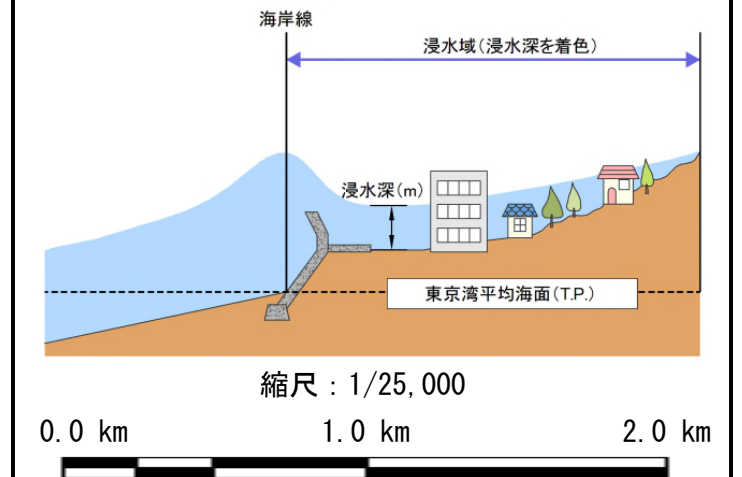 海岸線
浸水域(浸水深を着色)
浸水深(m)
東京湾平均海面(T.P.)
縮尺：1/25,000
0.0 km 1.0 km 2.0 km